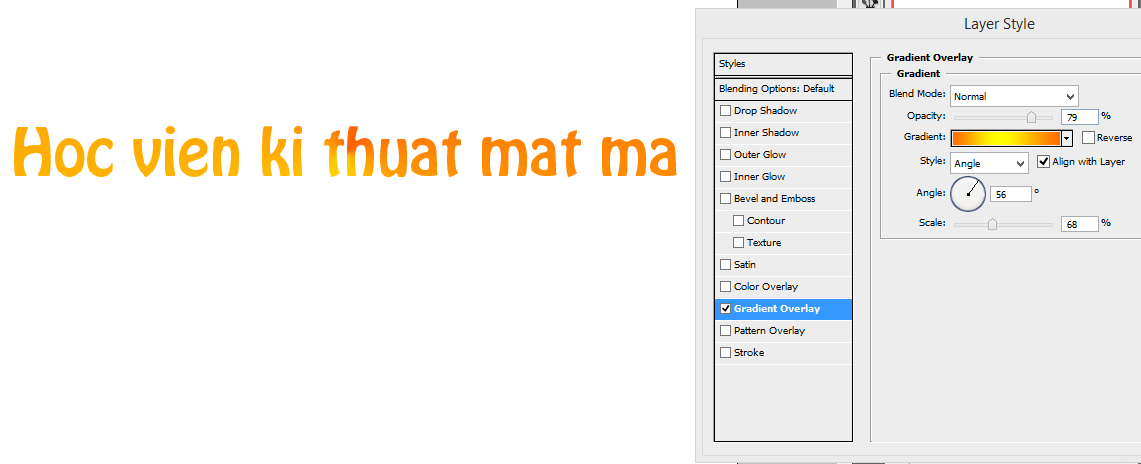 Layer Style
Hoc vien ki thuat mat ma
Styles
Blending Options: Default
Drop Shadow
Inner Shadow
Outer Glow
Inner Glow
Bevel and Emboss
Contour
Texture
Satin
Color Overlay
Gradient Overlay
Pattern Overlay
Stroke
Gradient Overlay
Gradient
Blend Mode: Normal
Opacity: 79 %
Gradient: Reverse
Style: Angle Align with Layer
Angle: 56 °
Scale: 68 %